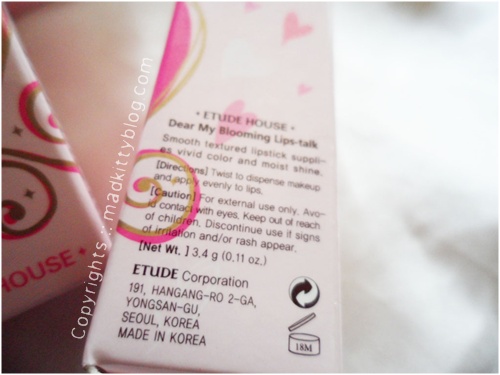 • ETUDE HOUSE •
Dear My Blooming Lips-talk
Smooth textured lipstick suppli-
es vivid color and moist shine.
[Directions] Twist to dispense makeup
and apply evenly to lips.
[Caution] For external use only. Avo-
id contact with eyes. Keep out of reach
of children. Discontinue use if signs
of irritation and/or rash appear.
[Net Wt. ] 3,4 g (0.11 oz.)
ETUDE Corporation
191, HANGANG-RO 2-GA,
YONGSAN-GU,
SEOUL, KOREA
MADE IN KOREA
18M
HOUSE •
Copyrights :: madkittyblog.com